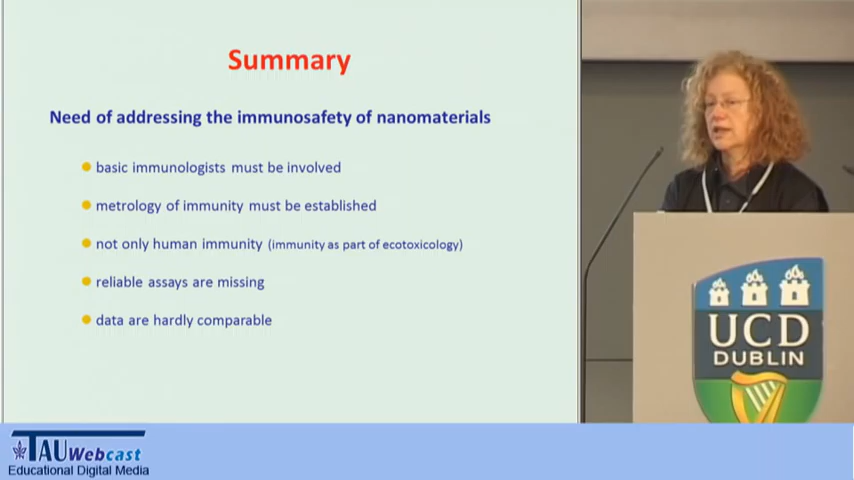 Summary
Need of addressing the immunosafety of nanomaterials
basic immunologists must be involved
metrology of immunity must be established
not only human immunity (immunity as part of ecotoxicology)
reliable assays are missing
data are hardly comparable
UCD
DUBLIN
TAU Webcast
Educational Digital Media